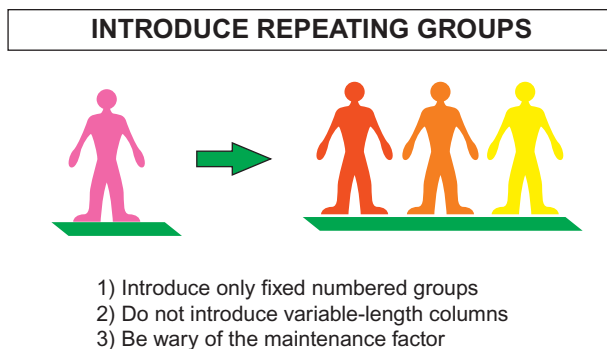 INTRODUCE REPEATING GROUPS
1) Introduce only fixed numbered groups
2) Do not introduce variable-length columns
3) Be wary of the maintenance factor